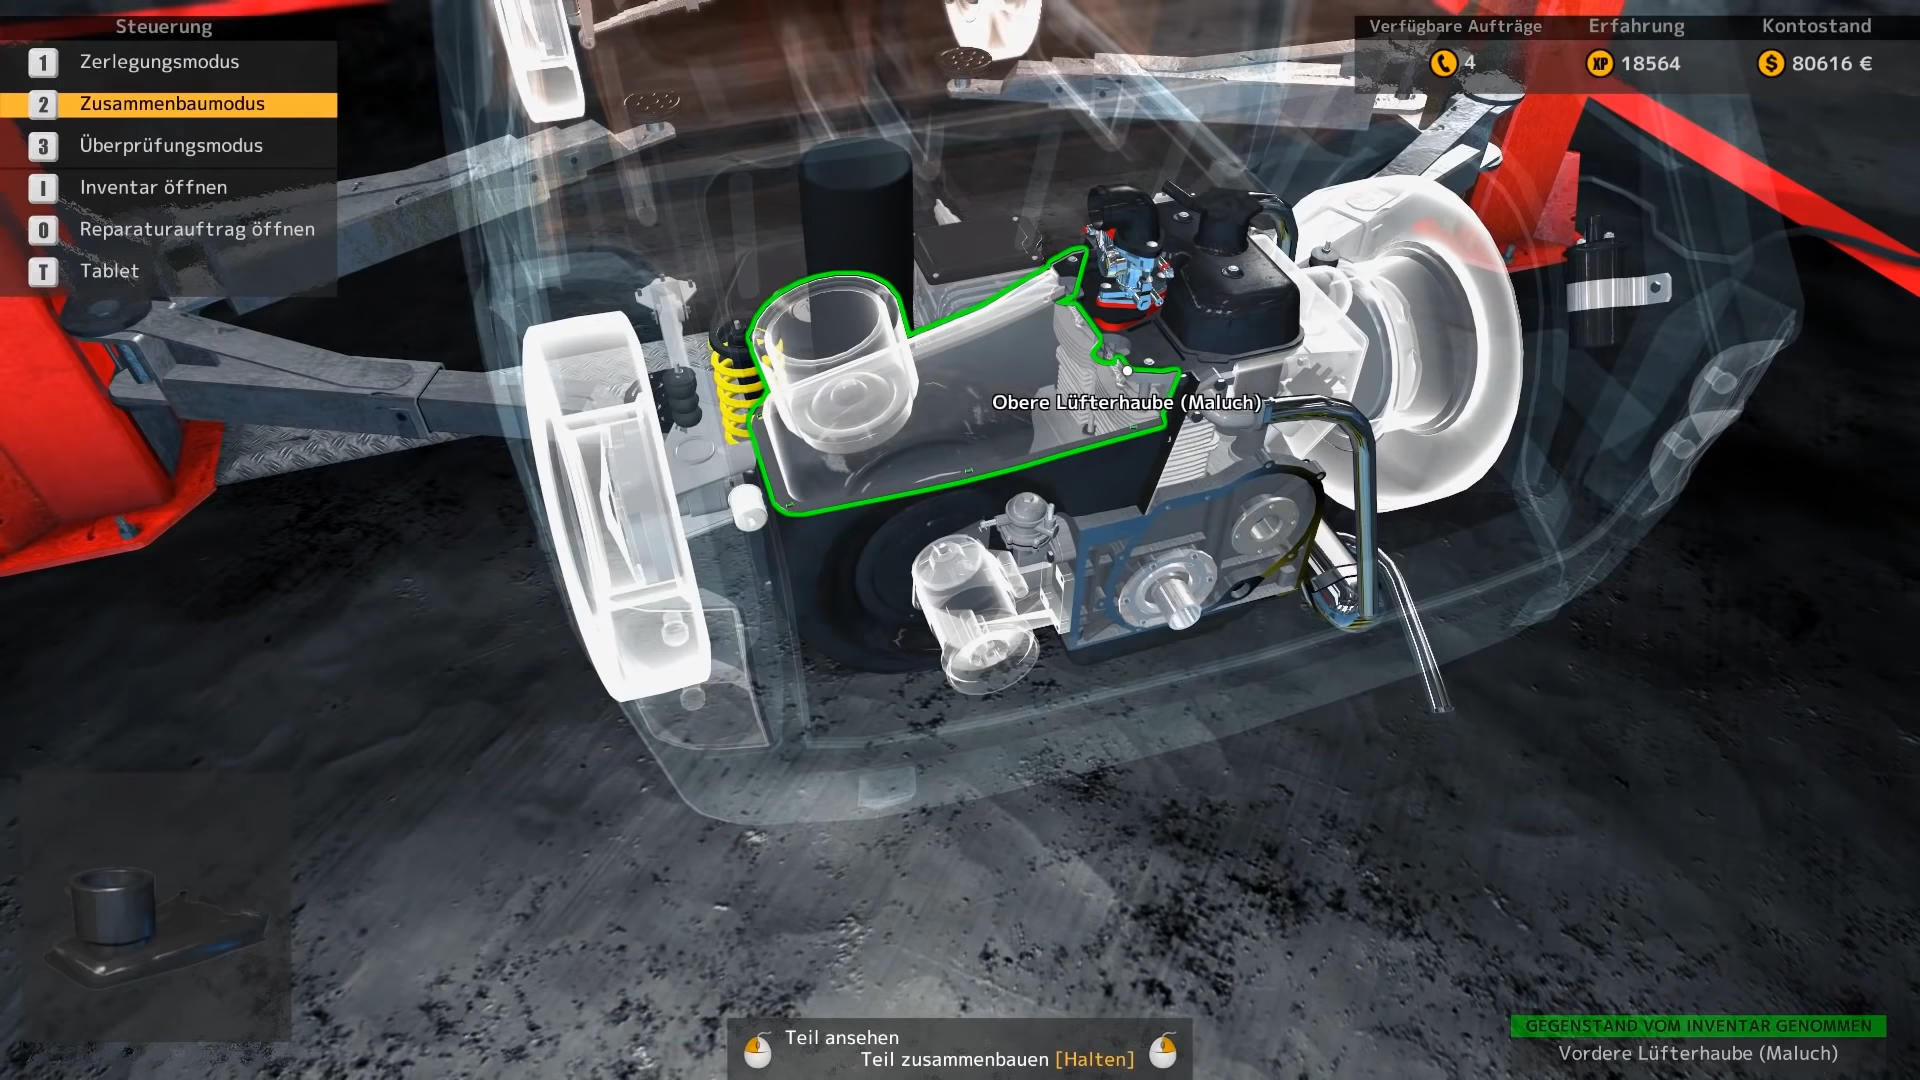 Steuerung
1 Zerlegungsmodus
2 Zusammenbaumodus
3 Überprüfungsmodus
I Inventar öffnen
O Reparaturauftrag öffnen
T Tablet
Verfügbare Aufträge Erfahrung Kontostand
4 XP 18564 $ 80616 €
Obere Lüfterhaube (Maluch)
Teil ansehen
Teil zusammenbauen [Halten]
GEGENSTAND VOM INVENTAR GENOMMEN
Vordere Lüfterhaube (Maluch)